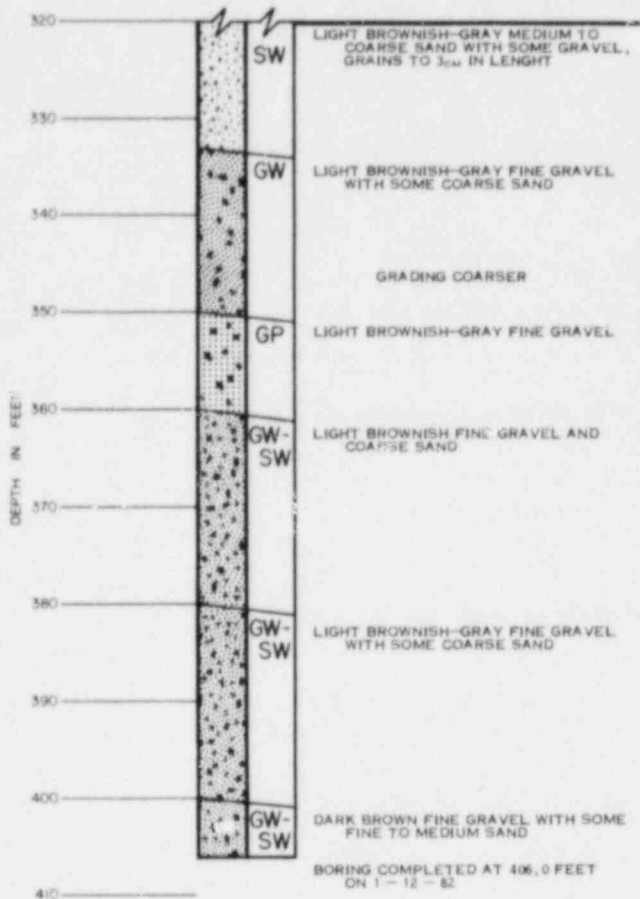 320
SW
LIGHT BROWNISH-GRAY MEDIUM TO
COARSE SAND WITH SOME GRAVEL,
GRAINS TO 3CM IN LENGHT
330
GW
LIGHT BROWNISH-GRAY FINE GRAVEL
WITH SOME COARSE SAND
340
GRADING COARSER
350
GP
LIGHT BROWNISH-GRAY FINE GRAVEL
DEPTH IN FEET
360
GW-
SW
LIGHT BROWNISH FINE GRAVEL AND
COARSE SAND
370
380
GW-
SW
LIGHT BROWNISH-GRAY FINE GRAVEL
WITH SOME COARSE SAND
390
400
GW-
SW
DARK BROWN FINE GRAVEL WITH SOME
FINE TO MEDIUM SAND
BORING COMPLETED AT 406.0 FEET
ON 1-12-82
410